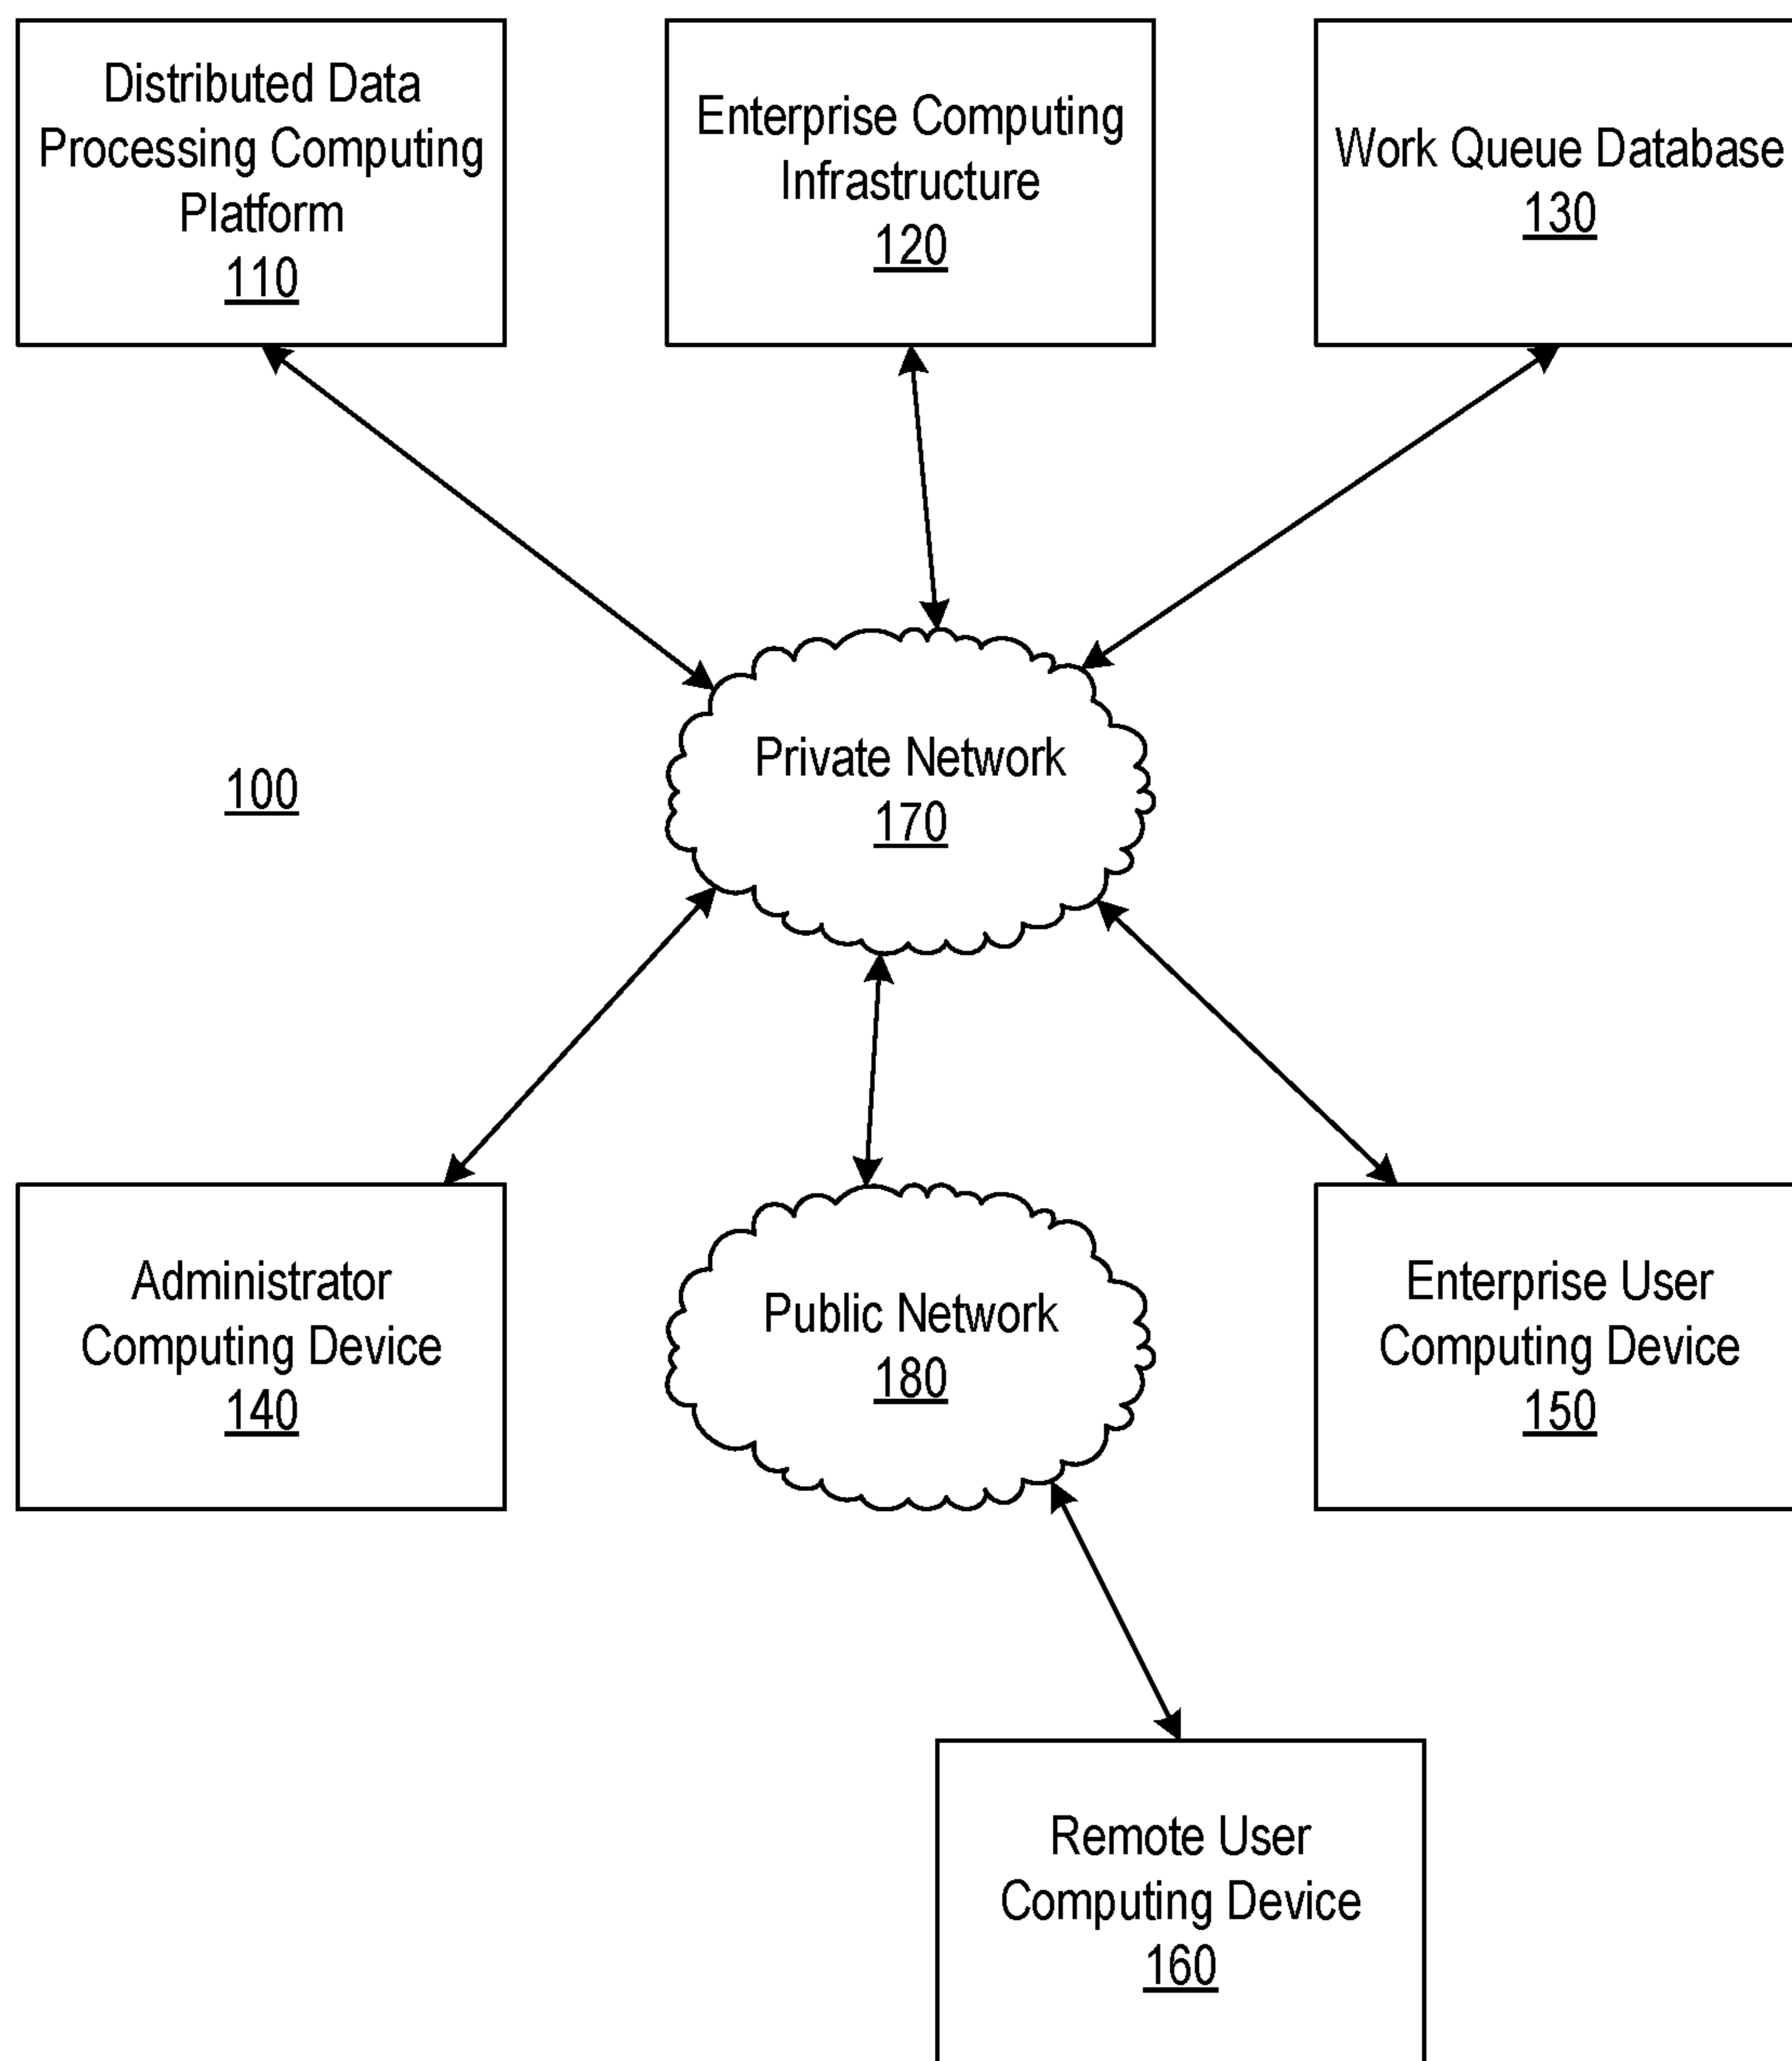 Distributed Data
Processing Computing
Platform
110
Enterprise Computing
Infrastructure
120
Work Queue Database
130
Private Network
170
100
Administrator
Computing Device
140
Public Network
180
Enterprise User
Computing Device
150
Remote User
Computing Device
160